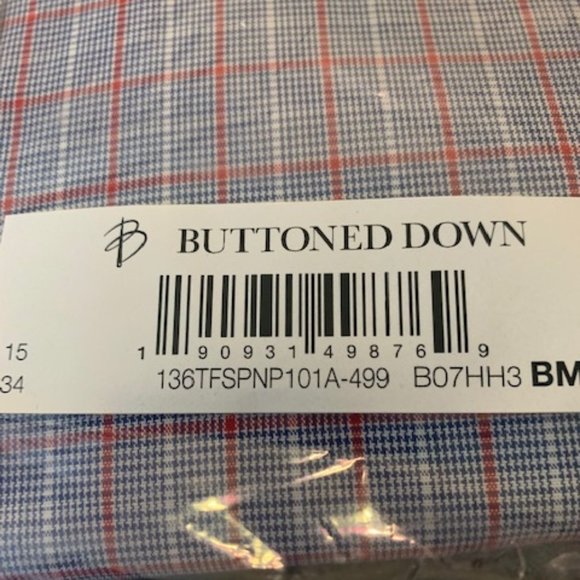 B BUTTONED DOWN
15
1 90931 49876 9
34
136TFSPNP101A-499 B07HH3 BM